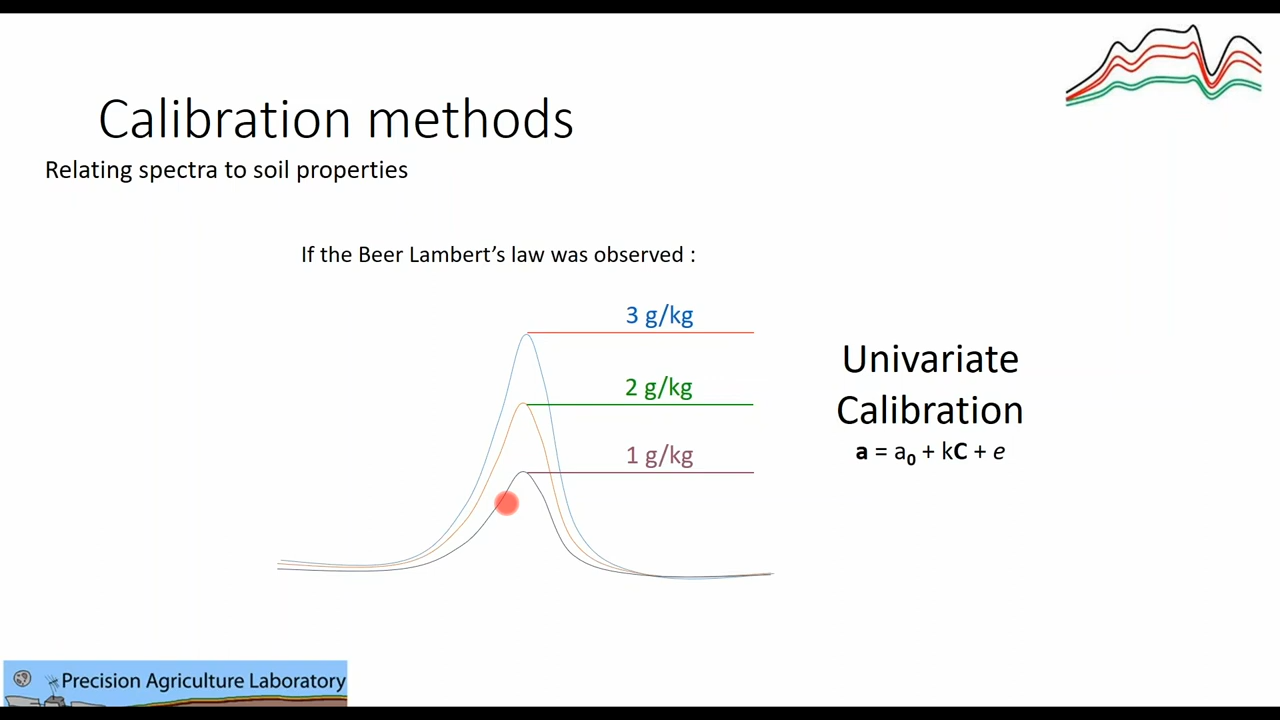 Calibration methods
Relating spectra to soil properties
If the Beer Lambert’s law was observed :
3 g/kg
2 g/kg
1 g/kg
Univariate
Calibration
a = a₀ + kC + e
Precision Agriculture Laboratory